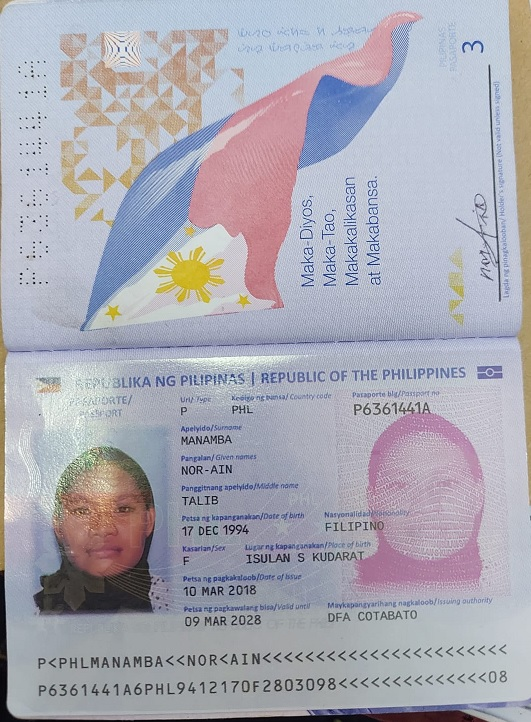 3
Maka-Diyos,
Maka-Tao,
Makakalikasan
at Makabansa.
REPUBLIKA NG PILIPINAS | REPUBLIC OF THE PHILIPPINES
PASAPORTE/
PASSPORT
Uri/ Type
P
Kodigo ng bansa/ Country code
PHL
Pasaporte blg/Passport no
P6361441A
Apelyido/Surname
MANAMBA
Pangalan/ Given names
NOR-AIN
Panggitnang apelyido/Middle name
TALIB
Petsa ng kapanganakan/Date of birth
17 DEC 1994
Nasyonalidad/Nationality
FILIPINO
Kasarian/Sex
F
Lugar ng kapanganakan/Place of birth
ISULAN S KUDARAT
Petsa ng pagkakaloob/Date of issue
10 MAR 2018
Petsa ng pagkawalang bisa/Valid until
09 MAR 2028
Maykapangyarihang nagkaloob/Issuing authority
DFA COTABATO
P<PHLMANAMBA<<NOR<AIN<<<<<<<<<<<<<<<<<<<<<<<
P6361441A6PHL9412170F2803098<<<<<<<<<<<<<<08